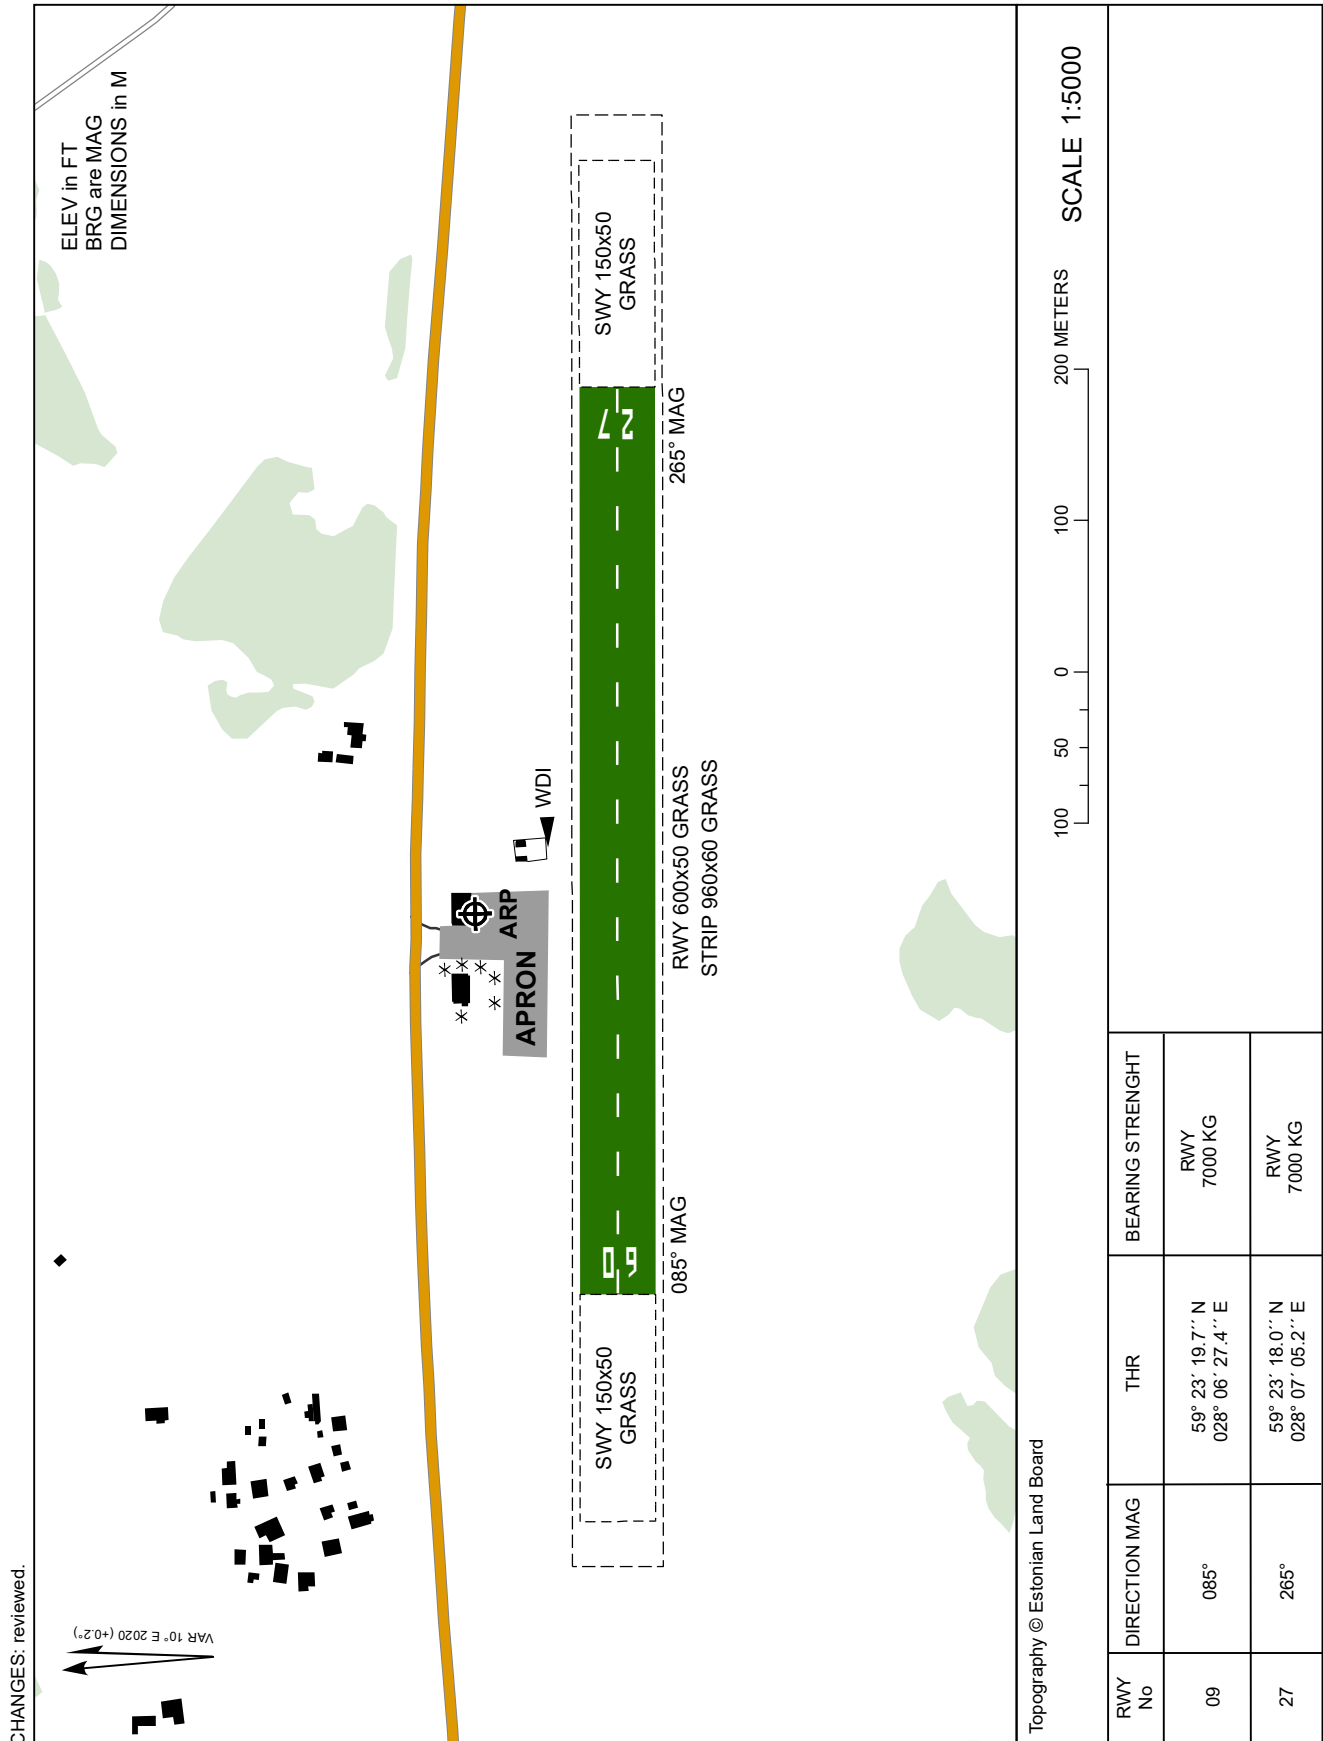 CHANGES: reviewed.
ELEV in FT
BRG are MAG
DIMENSIONS in M
VAR 10° E 2020 (+0.2°)
APRON
ARP
WDI
SWY 150x50
GRASS
09
27
SWY 150x50
GRASS
085° MAG
RWY 600x50 GRASS
STRIP 960x60 GRASS
265° MAG
Topography © Estonian Land Board
100 50 0 100 200 METERS
SCALE 1:5000
RWY
No
DIRECTION MAG
THR
BEARING STRENGHT
09
085°
59° 23´ 19.7´´ N
028° 06´ 27.4´´ E
RWY
7000 KG
27
265°
59° 23´ 18.0´´ N
028° 07´ 05.2´´ E
RWY
7000 KG